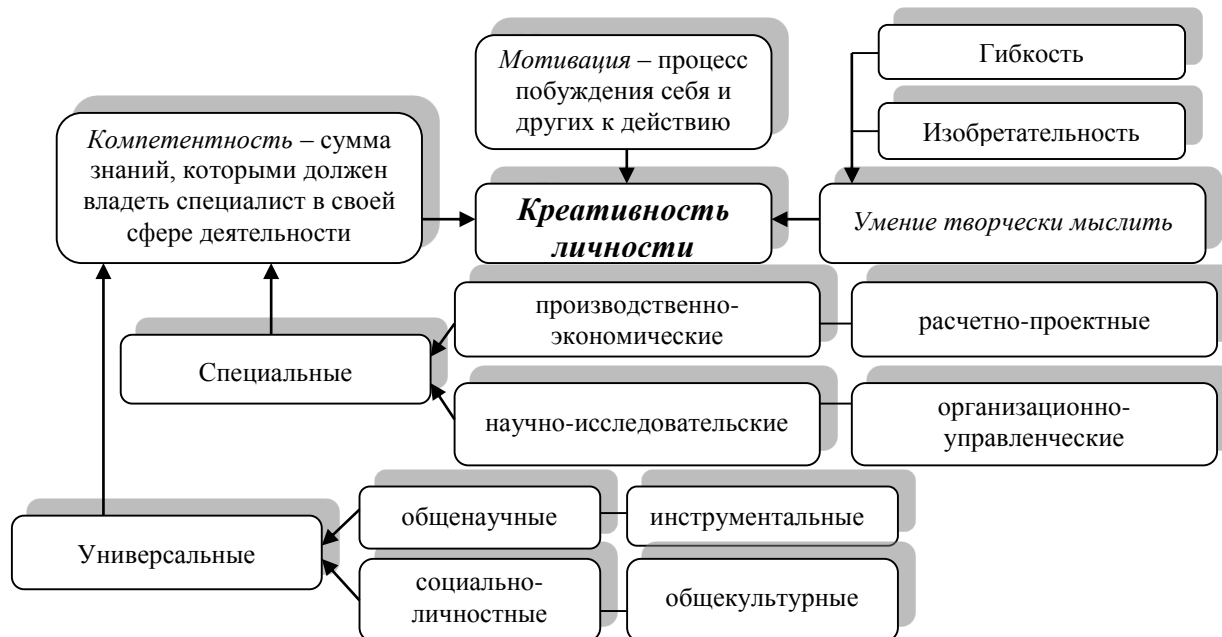 Мотивация – процесс
побуждения себя и
других к действию
Гибкость
Изобретательность
Компетентность – сумма
знаний, которыми должен
владеть специалист в своей
сфере деятельности
Креативность
личности
Умение творчески мыслить
производственно-
экономические
расчетно-проектные
Специальные
научно-исследовательские
организационно-
управленческие
общенаучные
инструментальные
Универсальные
социально-
личностные
общекультурные